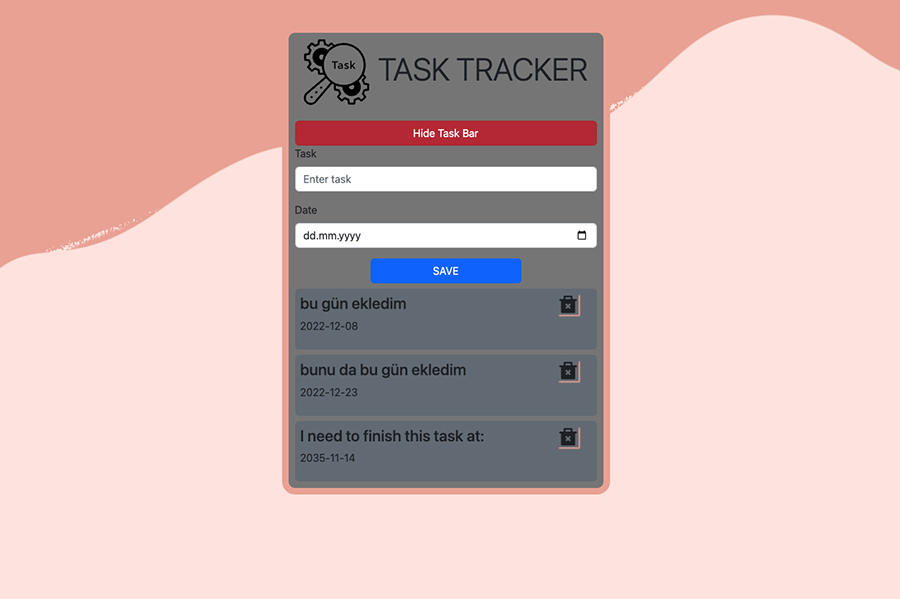 Task
TASK TRACKER
Hide Task Bar
Task
Enter task
Date
dd.mm.yyyy
SAVE
bu gün ekledim
2022-12-08
bunu da bu gün ekledim
2022-12-23
I need to finish this task at:
2035-11-14